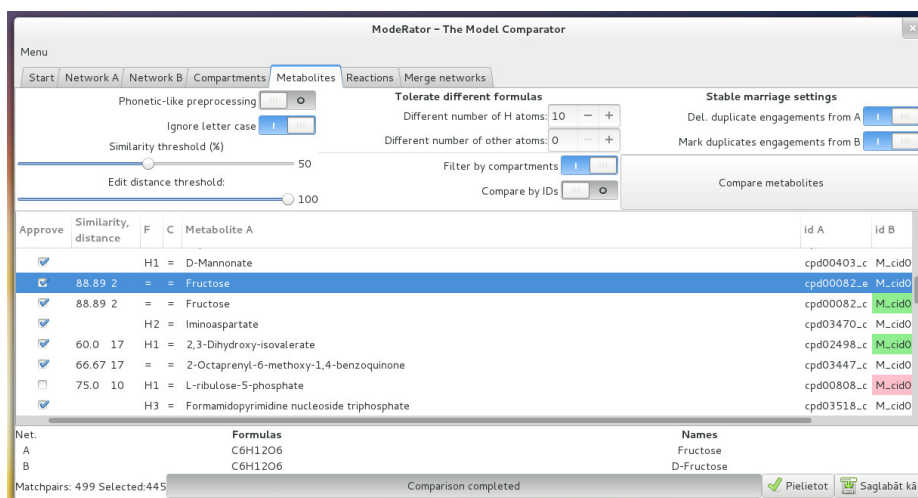 ModeRator – The Model Comparator
Menu
Start Network A Network B Compartments Metabolites Reactions Merge networks
Phonetic-like preprocessing O Tolerate different formulas Stable marriage settings
Different number of H atoms: 10 − + Del. duplicate engagements from A I
Ignore letter case I
Different number of other atoms: 0 − + Mark duplicates engagements from B I
Similarity threshold (%)
50 Filter by compartments I
Edit distance threshold: Compare metabolites
100 Compare by IDs O
Approve Similarity, distance F C Metabolite A id A id B
H1 = D-Mannonate cpd00403_c M_cid0
88.89 2 = = Fructose cpd00082_e M_cid0
88.89 2 = = Fructose cpd00082_c M_cid0
H2 = Iminoaspartate cpd03470_c M_cid0
60.0 17 H1 = 2,3-Dihydroxy-isovalerate cpd02498_c M_cid0
66.67 17 = = 2-Octaprenyl-6-methoxy-1,4-benzoquinone cpd03447_c M_cid0
75.0 10 H1 = L-ribulose-5-phosphate cpd00808_c M_cid0
H3 = Formamidopyrimidine nucleoside triphosphate cpd03518_c M_cid0
Net. Formulas Names
A C6H12O6 Fructose
B C6H12O6 D-Fructose
Matchpairs: 499 Selected:445 Comparison completed Pielietot Saglabāt kā